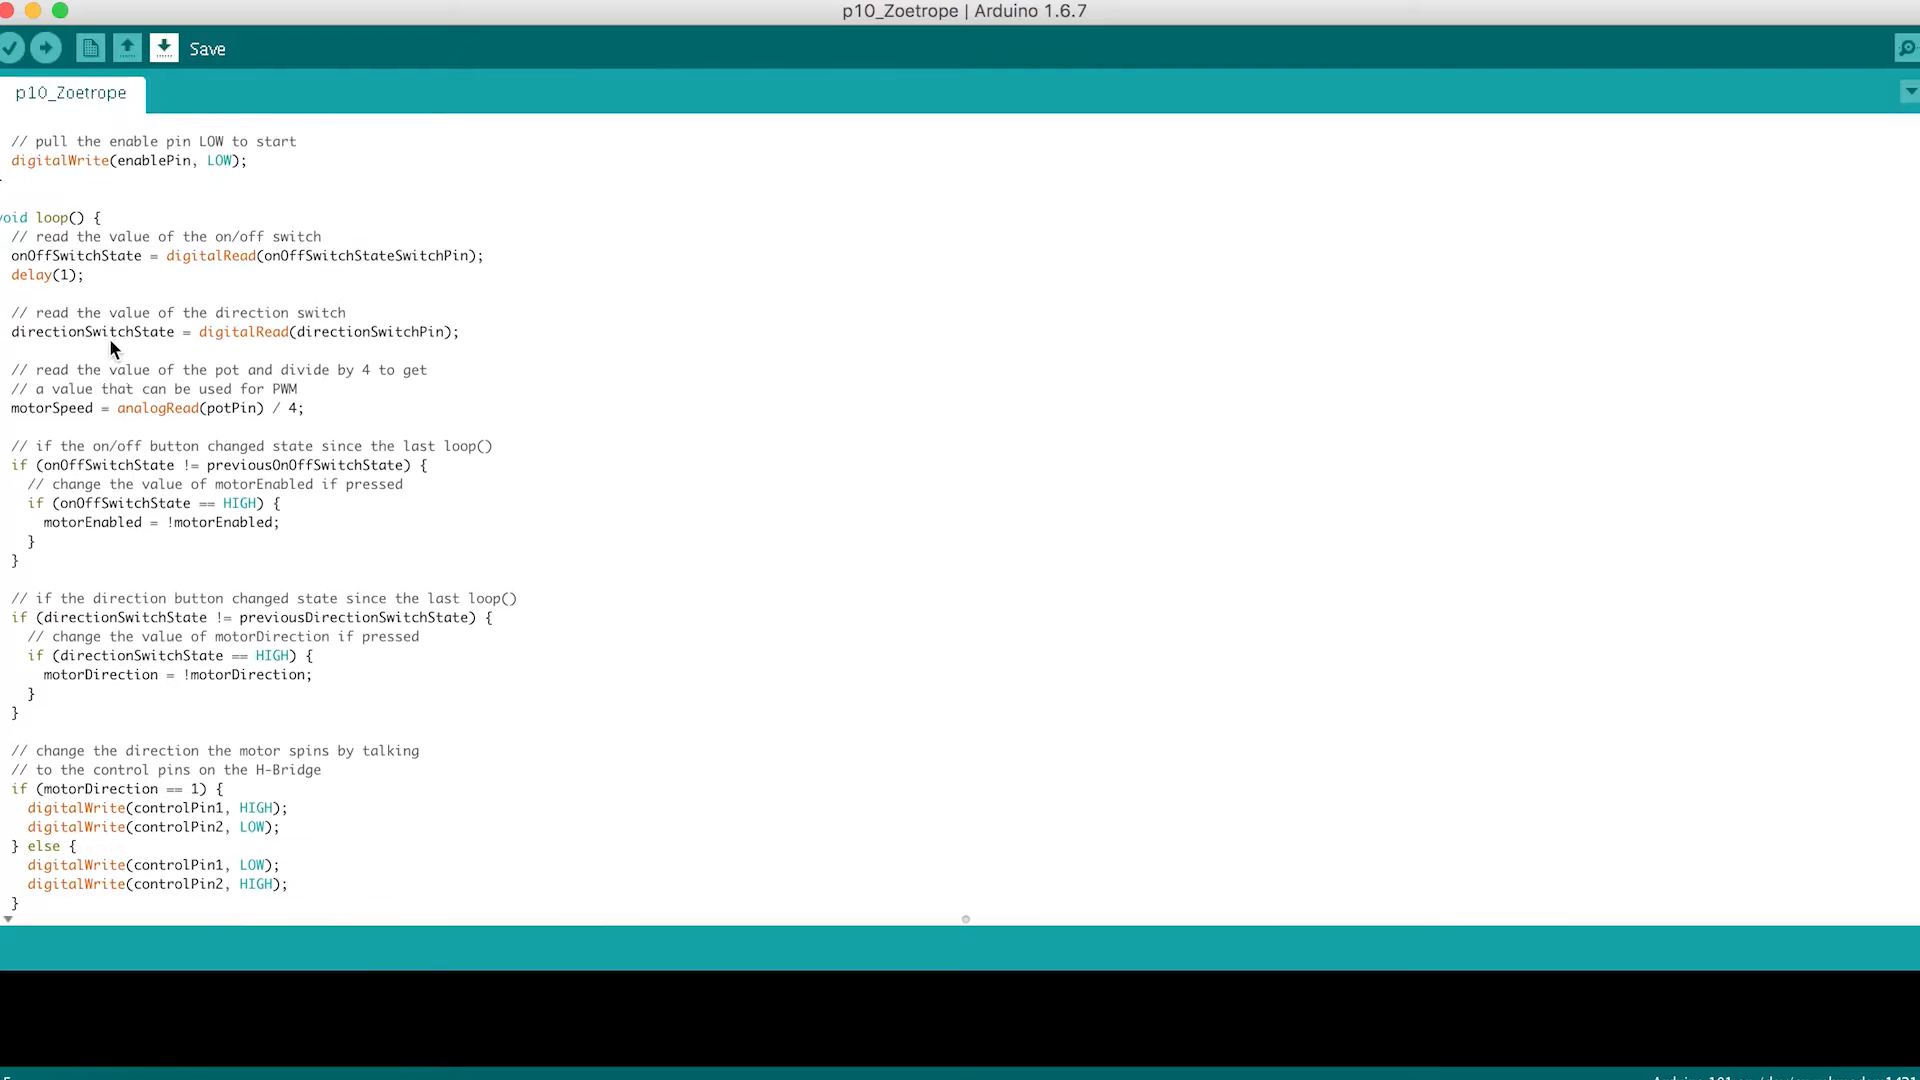 p10_Zoetrope | Arduino 1.6.7
Save
p10_Zoetrope
// pull the enable pin LOW to start
digitalWrite(enablePin, LOW);
void loop() {
// read the value of the on/off switch
onOffSwitchState = digitalRead(onOffSwitchStateSwitchPin);
delay(1);
// read the value of the direction switch
directionSwitchState = digitalRead(directionSwitchPin);
// read the value of the pot and divide by 4 to get
// a value that can be used for PWM
motorSpeed = analogRead(potPin) / 4;
// if the on/off button changed state since the last loop()
if (onOffSwitchState != previousOnOffSwitchState) {
// change the value of motorEnabled if pressed
if (onOffSwitchState == HIGH) {
motorEnabled = !motorEnabled;
}
}
// if the direction button changed state since the last loop()
if (directionSwitchState != previousDirectionSwitchState) {
// change the value of motorDirection if pressed
if (directionSwitchState == HIGH) {
motorDirection = !motorDirection;
}
}
// change the direction the motor spins by talking
// to the control pins on the H-Bridge
if (motorDirection == 1) {
digitalWrite(controlPin1, HIGH);
digitalWrite(controlPin2, LOW);
} else {
digitalWrite(controlPin1, LOW);
digitalWrite(controlPin2, HIGH);
}